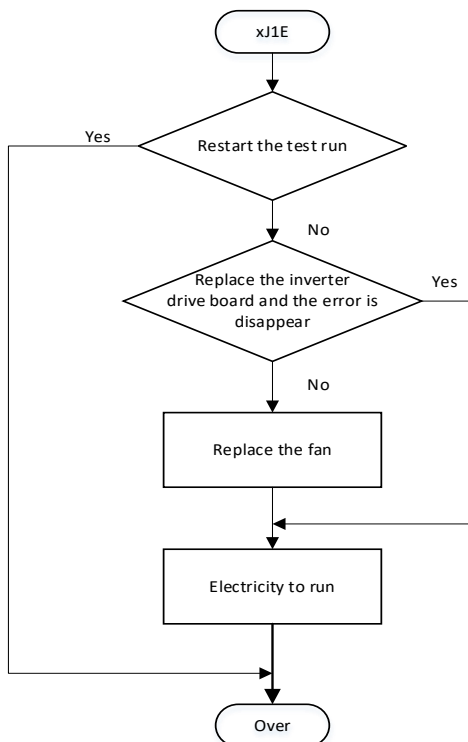 xJ1E
Yes
Restart the test run
No
Replace the inverter
drive board and the error is
disappear
Yes
No
Replace the fan
Electricity to run
Over